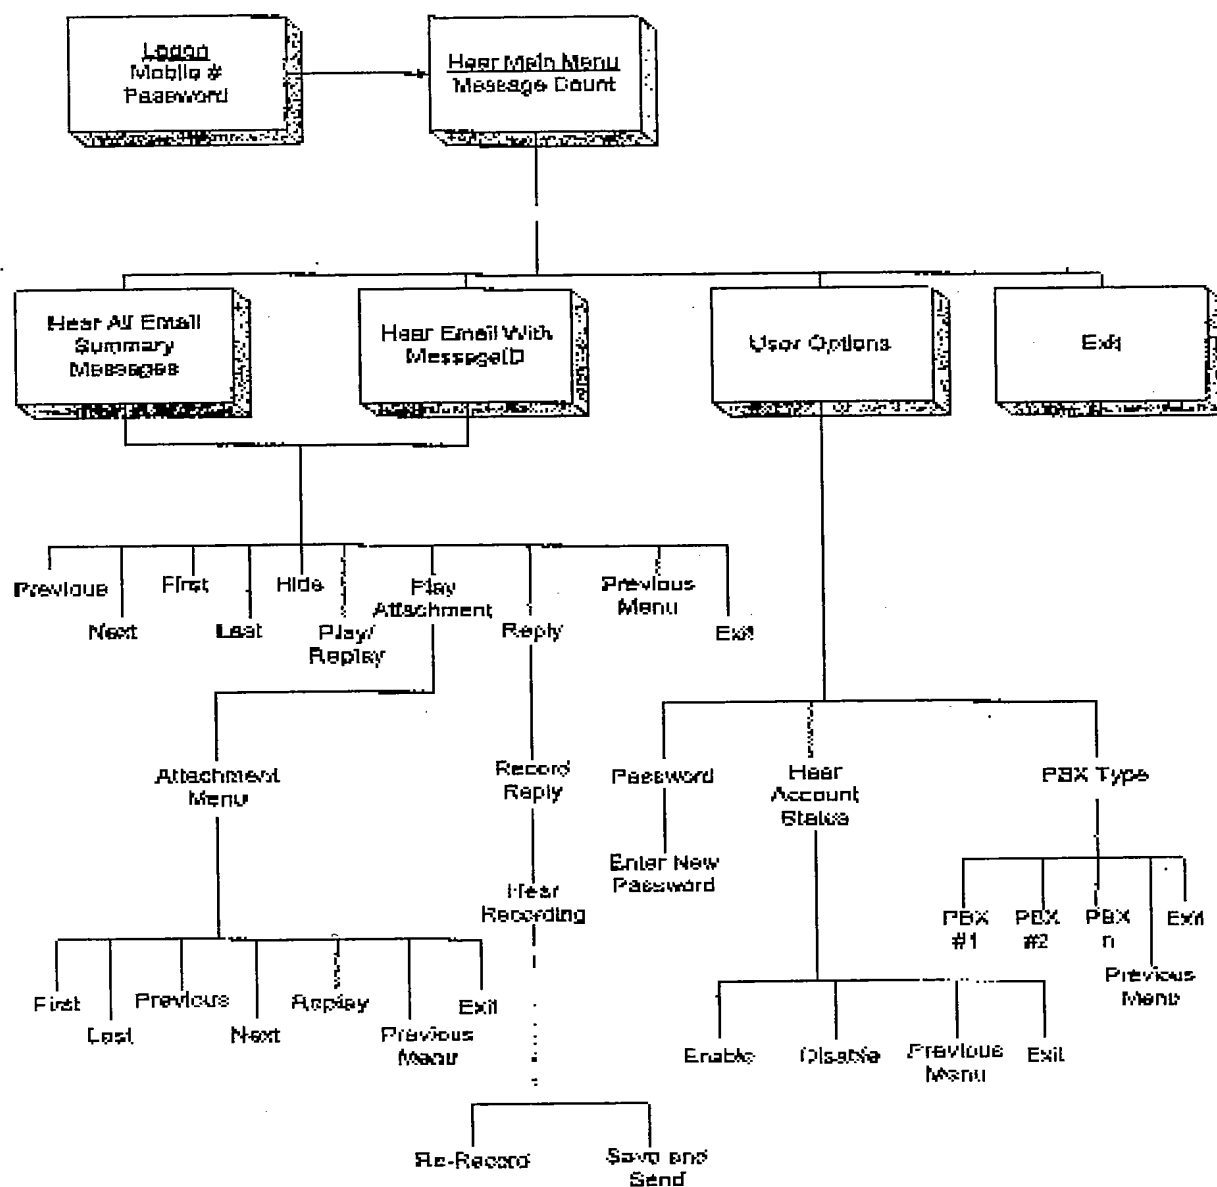 Logon
Mobile #
Password
Hear Main Menu
Message Count
Hear All Email
Summary
Messages
Hear Email With
MessageID
User Options
Exit
Previous
Next
First
Last
Hide
Play/
Replay
Play
Attachment
Reply
Previous
Menu
Exit
Attachment
Menu
Record
Reply
Password
Hear
Account
Status
PBX Type
Enter New
Password
Hear
Recording
PBX
#1
PBX
#2
PBX
n
Exit
Previous
Menu
First
Last
Previous
Next
Replay
Previous
Menu
Exit
Enable
Disable
Previous
Menu
Exit
Re-Record
Save and
Send